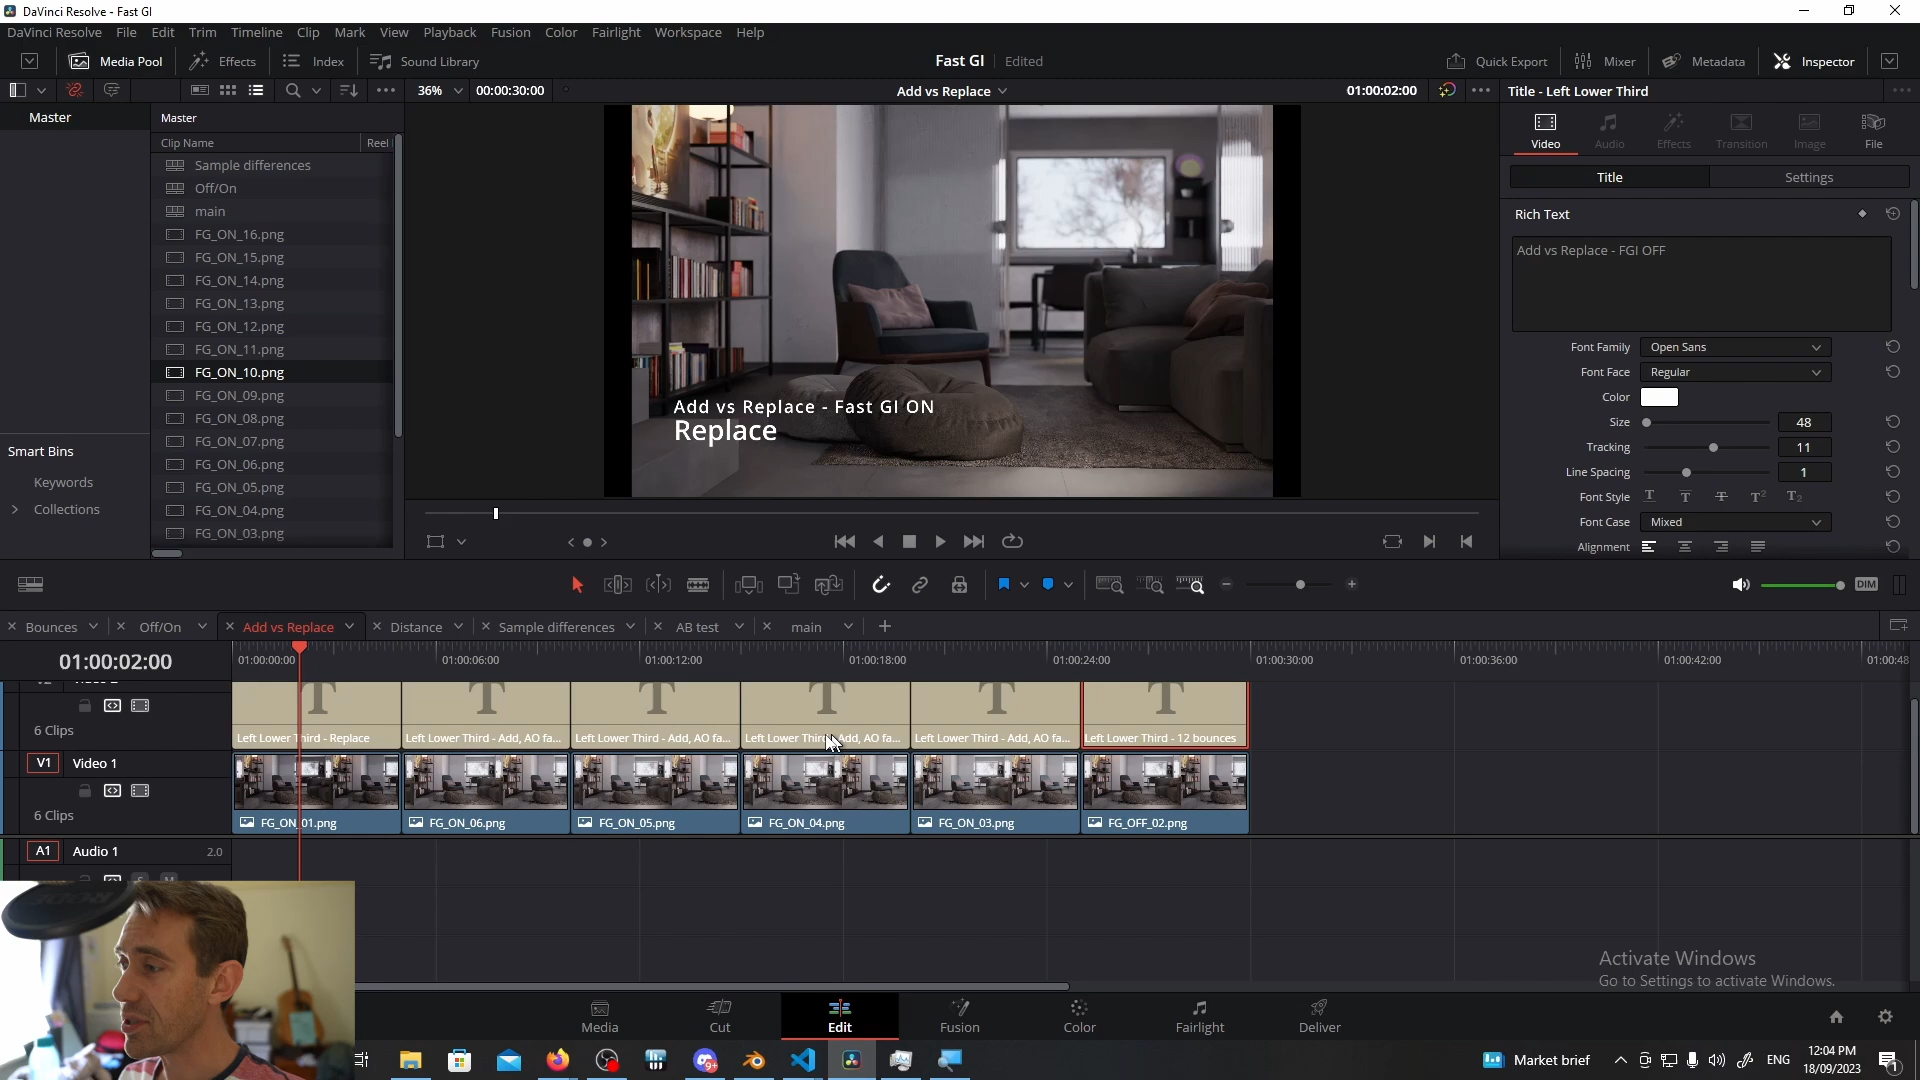 DaVinci Resolve - Fast GI
DaVinci Resolve File Edit Trim Timeline Clip Mark View Playback Fusion Color Fairlight Workspace Help
Media Pool Effects Index Sound Library Fast GI Edited Quick Export Mixer Metadata Inspector
36% 00:00:30:00 Add vs Replace 01:00:02:00 Title - Left Lower Third
Master
Master
Clip Name Reel
Sample differences
Off/On
main
FG_ON_16.png
FG_ON_15.png
FG_ON_14.png
FG_ON_13.png
FG_ON_12.png
FG_ON_11.png
FG_ON_10.png
FG_ON_09.png
FG_ON_08.png
FG_ON_07.png
FG_ON_06.png
FG_ON_05.png
FG_ON_04.png
FG_ON_03.png
Smart Bins
Keywords
Collections
Add vs Replace - Fast GI ON
Replace
Video Audio Effects Transition Image File
Title Settings
Rich Text
Add vs Replace - FGI OFF
Font Family Open Sans
Font Face Regular
Color
Size 48
Tracking 11
Line Spacing 1
Font Style T T T T2 T2
Font Case Mixed
Alignment
DIM
Bounces Off/On Add vs Replace Distance Sample differences AB test main
01:00:02:00 01:00:00:00 01:00:06:00 01:00:12:00 01:00:18:00 01:00:24:00 01:00:30:00 01:00:36:00 01:00:42:00 01:00:48
T T T T T T
6 Clips
Left Lower Third - Replace Left Lower Third - Add, AO fa... Left Lower Third - Add, AO fa... Left Lower Third - Add, AO fa... Left Lower Third - Add, AO fa... Left Lower Third - 12 bounces
V1 Video 1
6 Clips
FG_ON_01.png FG_ON_06.png FG_ON_05.png FG_ON_04.png FG_ON_03.png FG_OFF_02.png
A1 Audio 1 2.0
S M
RODE
Activate Windows
Go to Settings to activate Windows.
Media Cut Edit Fusion Color Fairlight Deliver
9+
Market brief
ENG
12:04 PM
18/09/2023
1